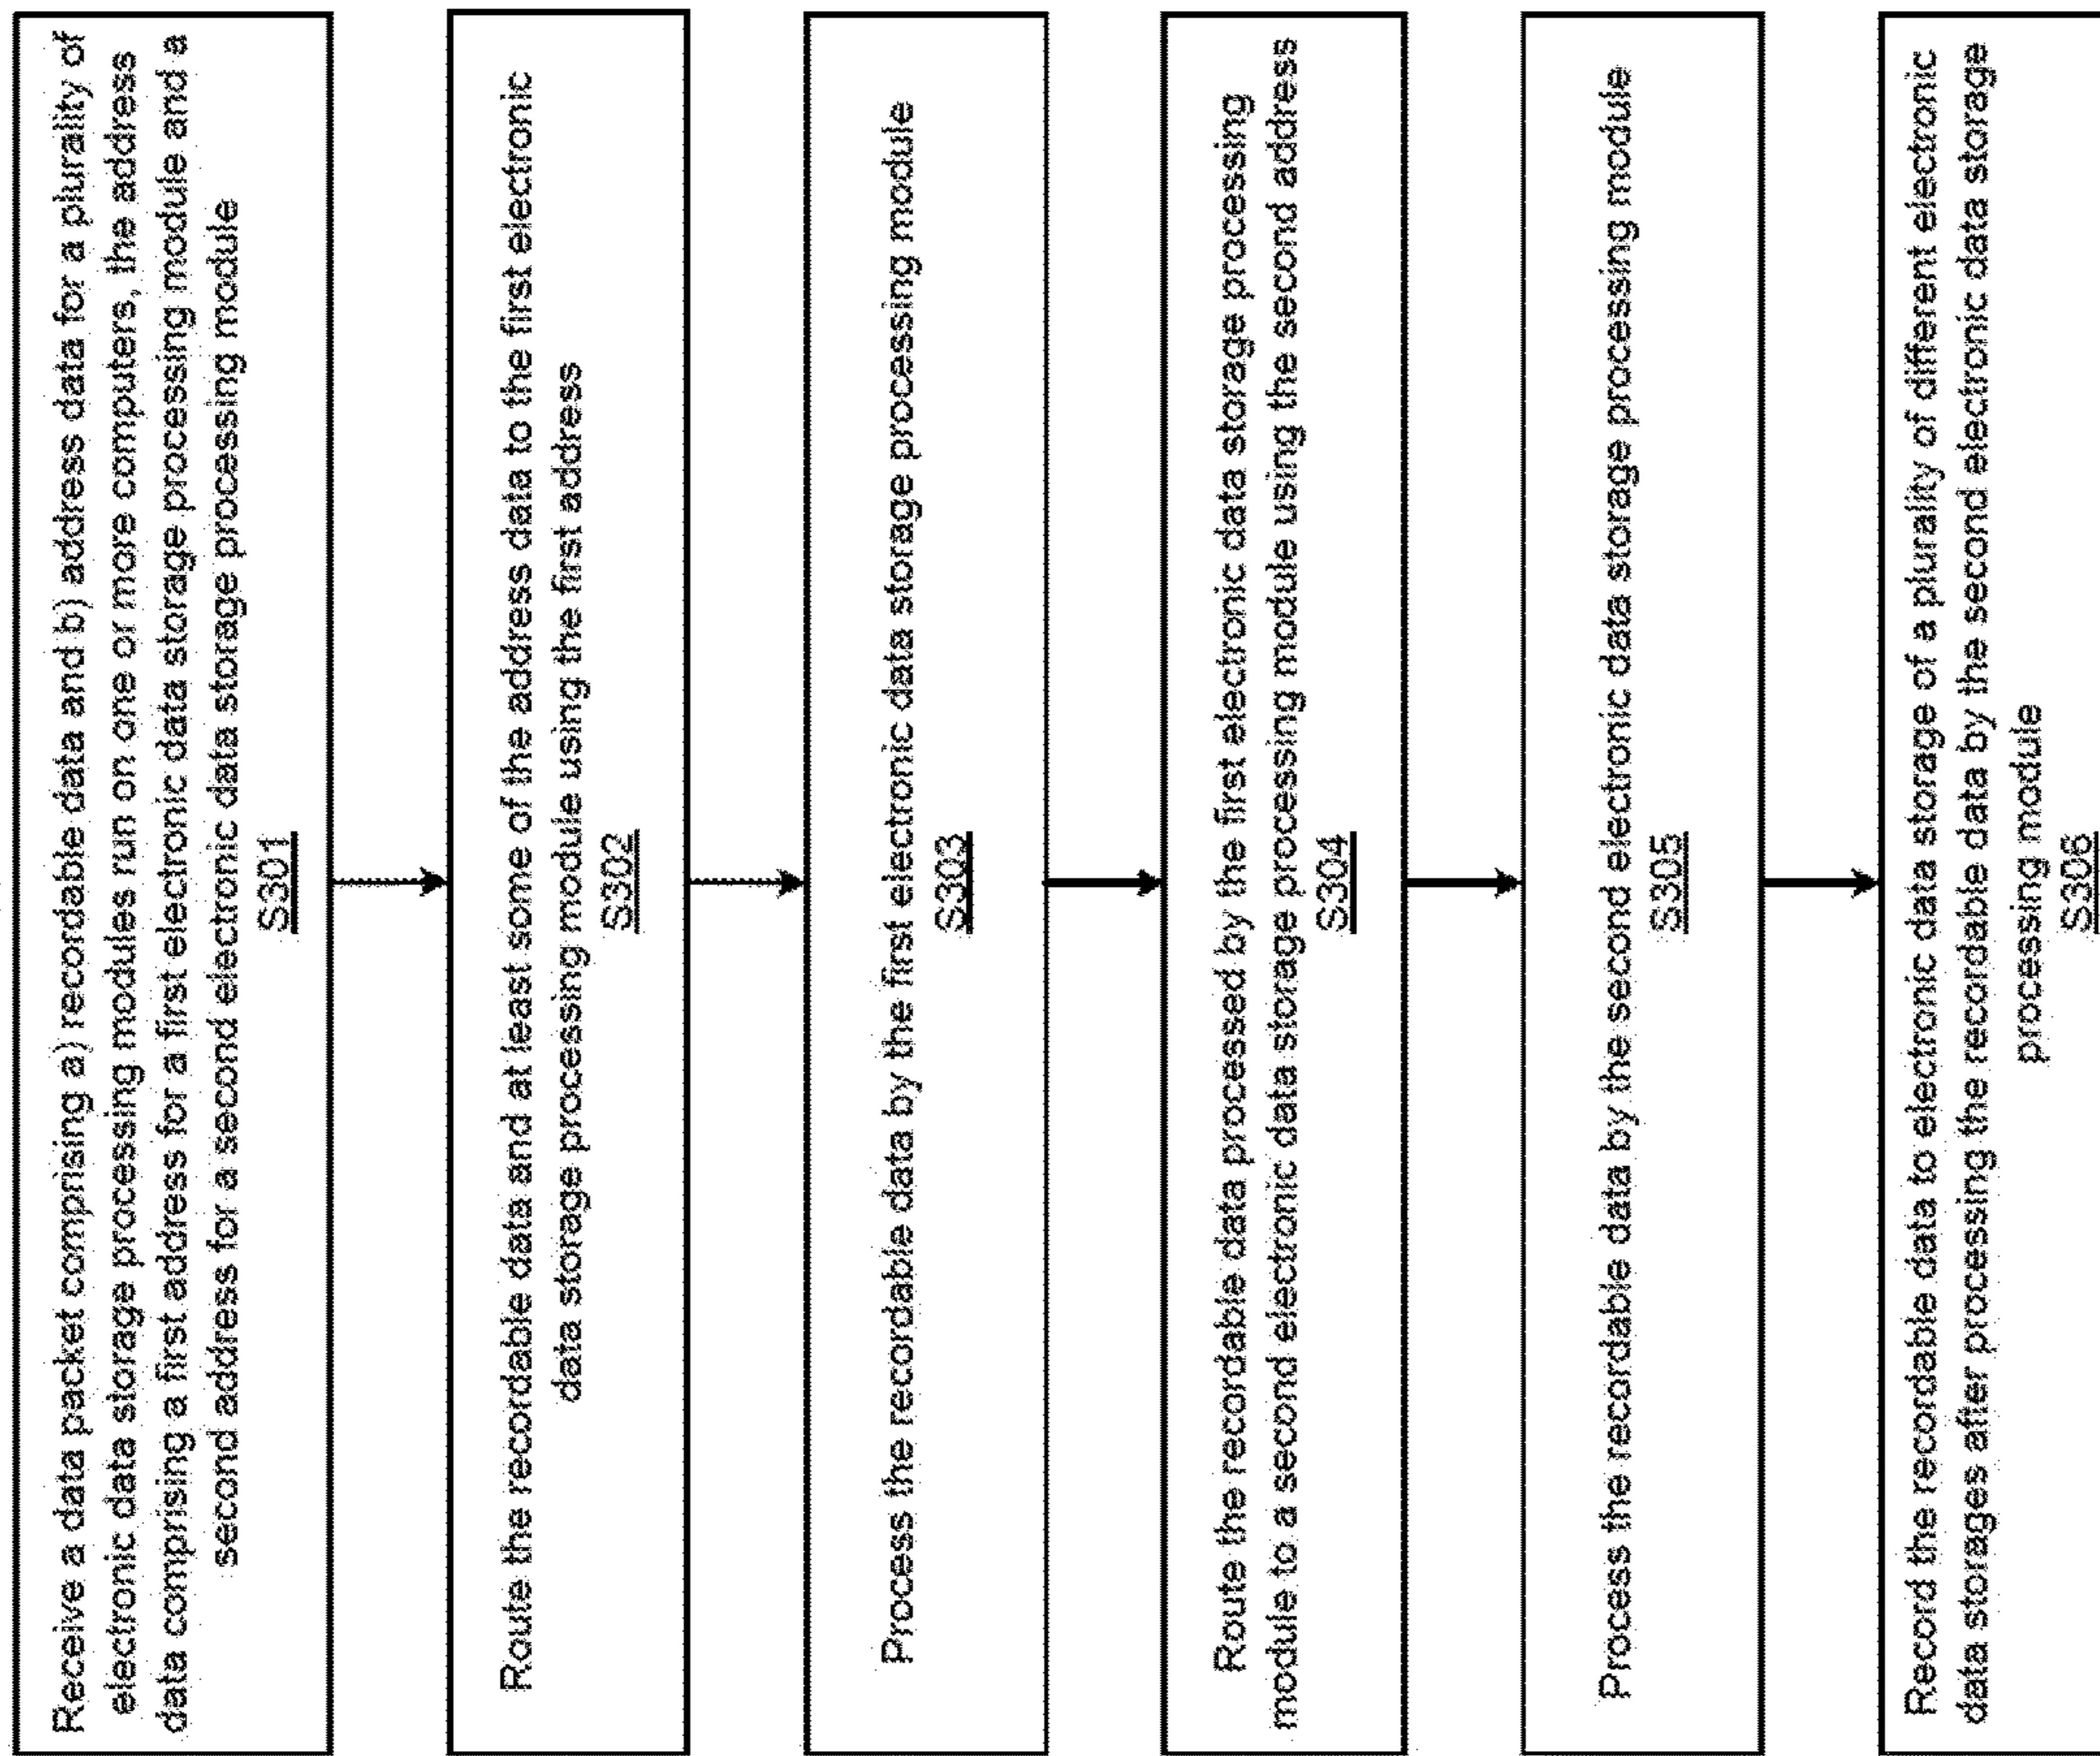 Receive a data packet comprising a) recordable data and b) address data for a plurality of
electronic data storage processing modules run on one or more computers, the address
data comprising a first address for a first electronic data storage processing module and a
second address for a second electronic data storage processing module
S301
Route the recordable data and at least some of the address data to the first electronic
data storage processing module using the first address
S302
Process the recordable data by the first electronic data storage processing module
S303
Route the recordable data processed by the first electronic data storage processing
module to a second electronic data storage processing module using the second address
S304
Process the recordable data by the second electronic data storage processing module
S305
Record the recordable data to electronic data storage of a plurality of different electronic
data storages after processing the recordable data by the second electronic data storage
processing module
S306